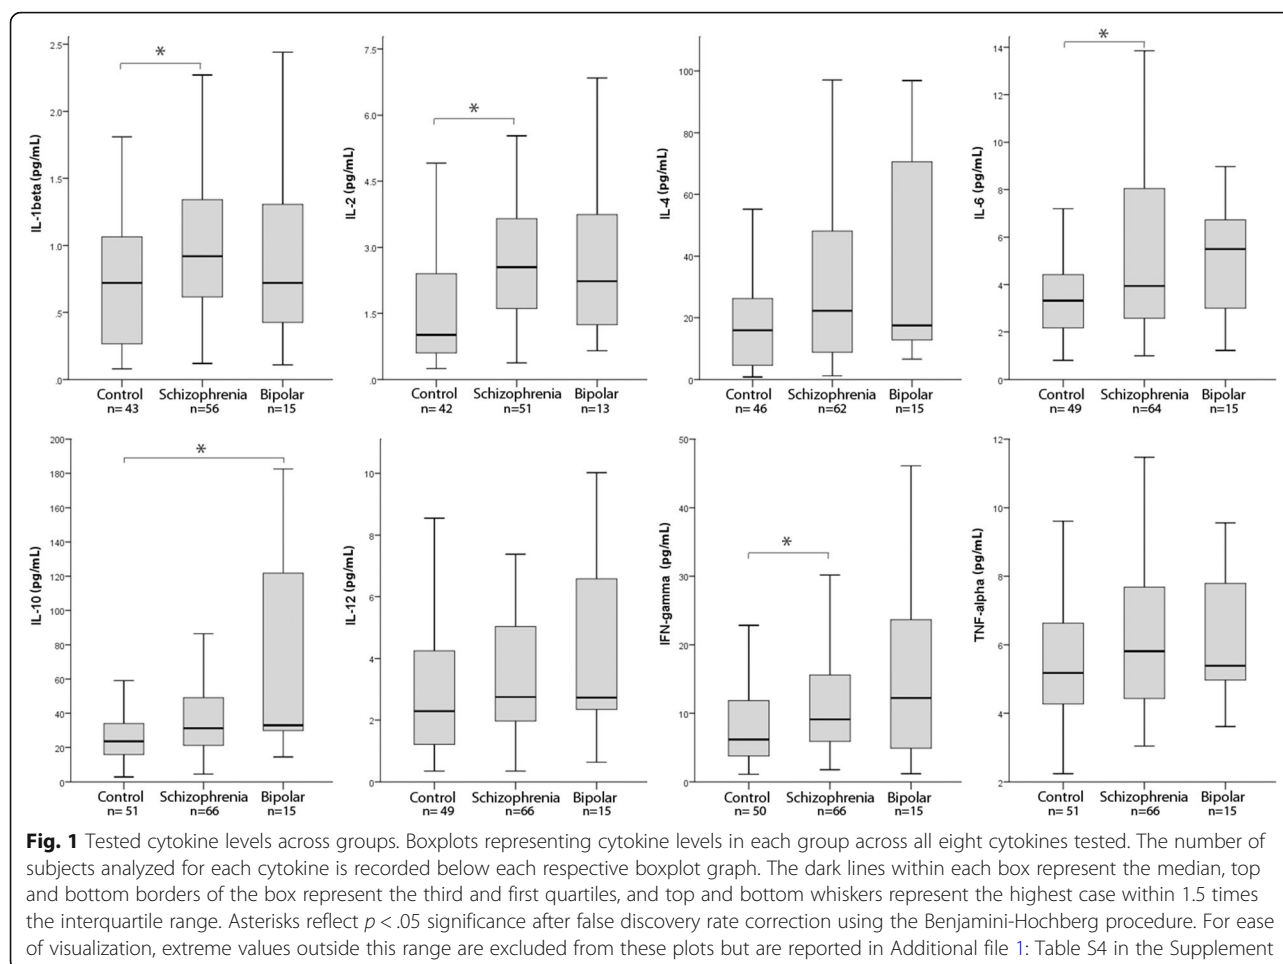 2.5
2.0
1.5
1.0
.5
.0
IL-1beta (pg/mL)
*
Control Schizophrenia Bipolar
n= 43 n=56 n=15
7.5
6.0
4.5
3.0
1.5
.0
IL-2 (pg/mL)
*
Control Schizophrenia Bipolar
n= 42 n=51 n=13
100
80
60
40
20
0
IL-4 (pg/mL)
Control Schizophrenia Bipolar
n= 46 n=62 n=15
14
12
10
8
6
4
2
0
IL-6 (pg/mL)
*
Control Schizophrenia Bipolar
n= 49 n=64 n=15
200
180
160
140
120
100
80
60
40
20
0
IL-10 (pg/mL)
*
Control Schizophrenia Bipolar
n= 51 n=66 n=15
10
8
6
4
2
0
IL-12 (pg/mL)
Control Schizophrenia Bipolar
n= 49 n=66 n=15
50
40
30
20
10
0
IFN-gamma (pg/mL)
*
Control Schizophrenia Bipolar
n= 50 n=66 n=15
12
10
8
6
4
2
TNF-alpha (pg/mL)
Control Schizophrenia Bipolar
n= 51 n=66 n=15
Fig. 1 Tested cytokine levels across groups. Boxplots representing cytokine levels in each group across all eight cytokines tested. The number of
subjects analyzed for each cytokine is recorded below each respective boxplot graph. The dark lines within each box represent the median, top
and bottom borders of the box represent the third and first quartiles, and top and bottom whiskers represent the highest case within 1.5 times
the interquartile range. Asterisks reflect p < .05 significance after false discovery rate correction using the Benjamini-Hochberg procedure. For ease
of visualization, extreme values outside this range are excluded from these plots but are reported in Additional file 1: Table S4 in the Supplement